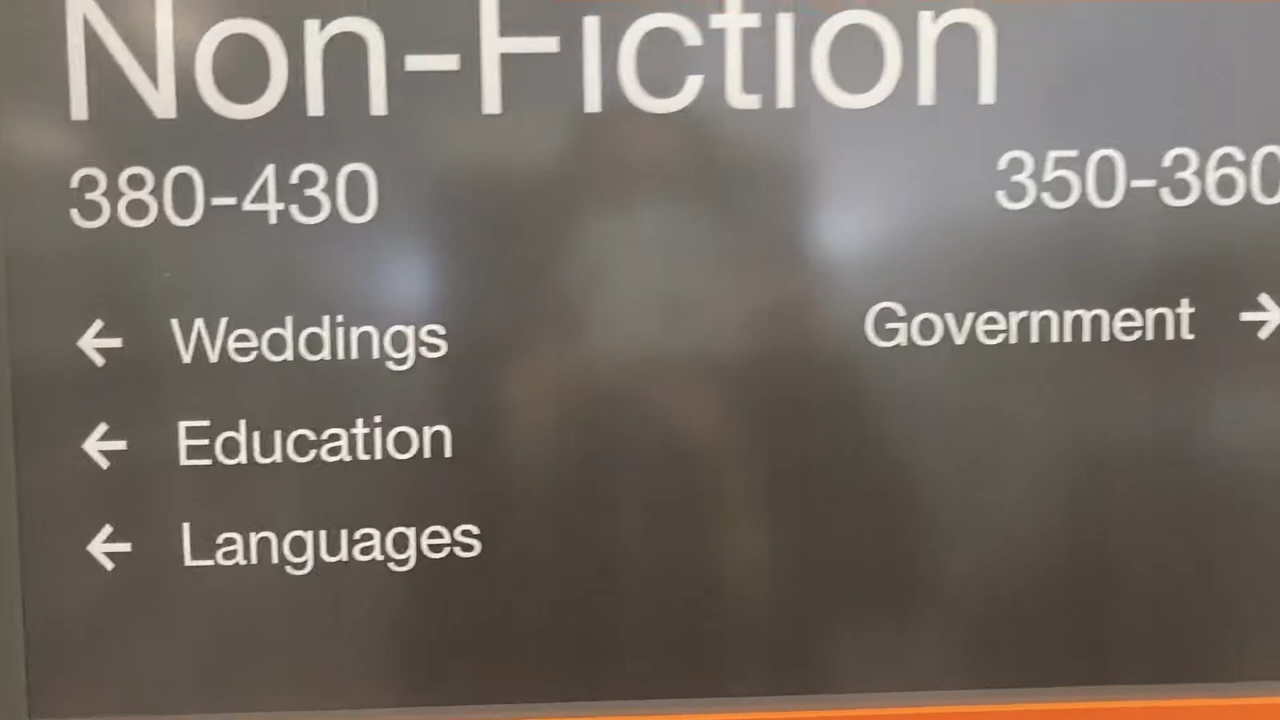 Non-Fiction
380-430
350-360
← Weddings
Government →
← Education
← Languages